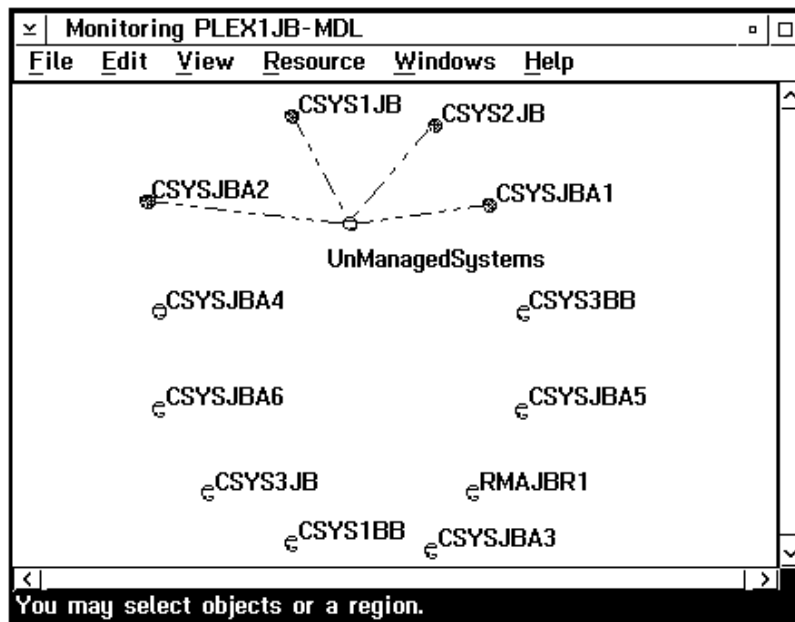 Monitoring PLEX1JB-MDL
File Edit View Resource Windows Help
CSYS1JB
CSYS2JB
CSYSJBA2
CSYSJBA1
UnManagedSystems
CSYSJBA4
CSYS3BB
CSYSJBA6
CSYSJBA5
CSYS3JB
RMAJBR1
CSYS1BB
CSYSJBA3
You may select objects or a region.